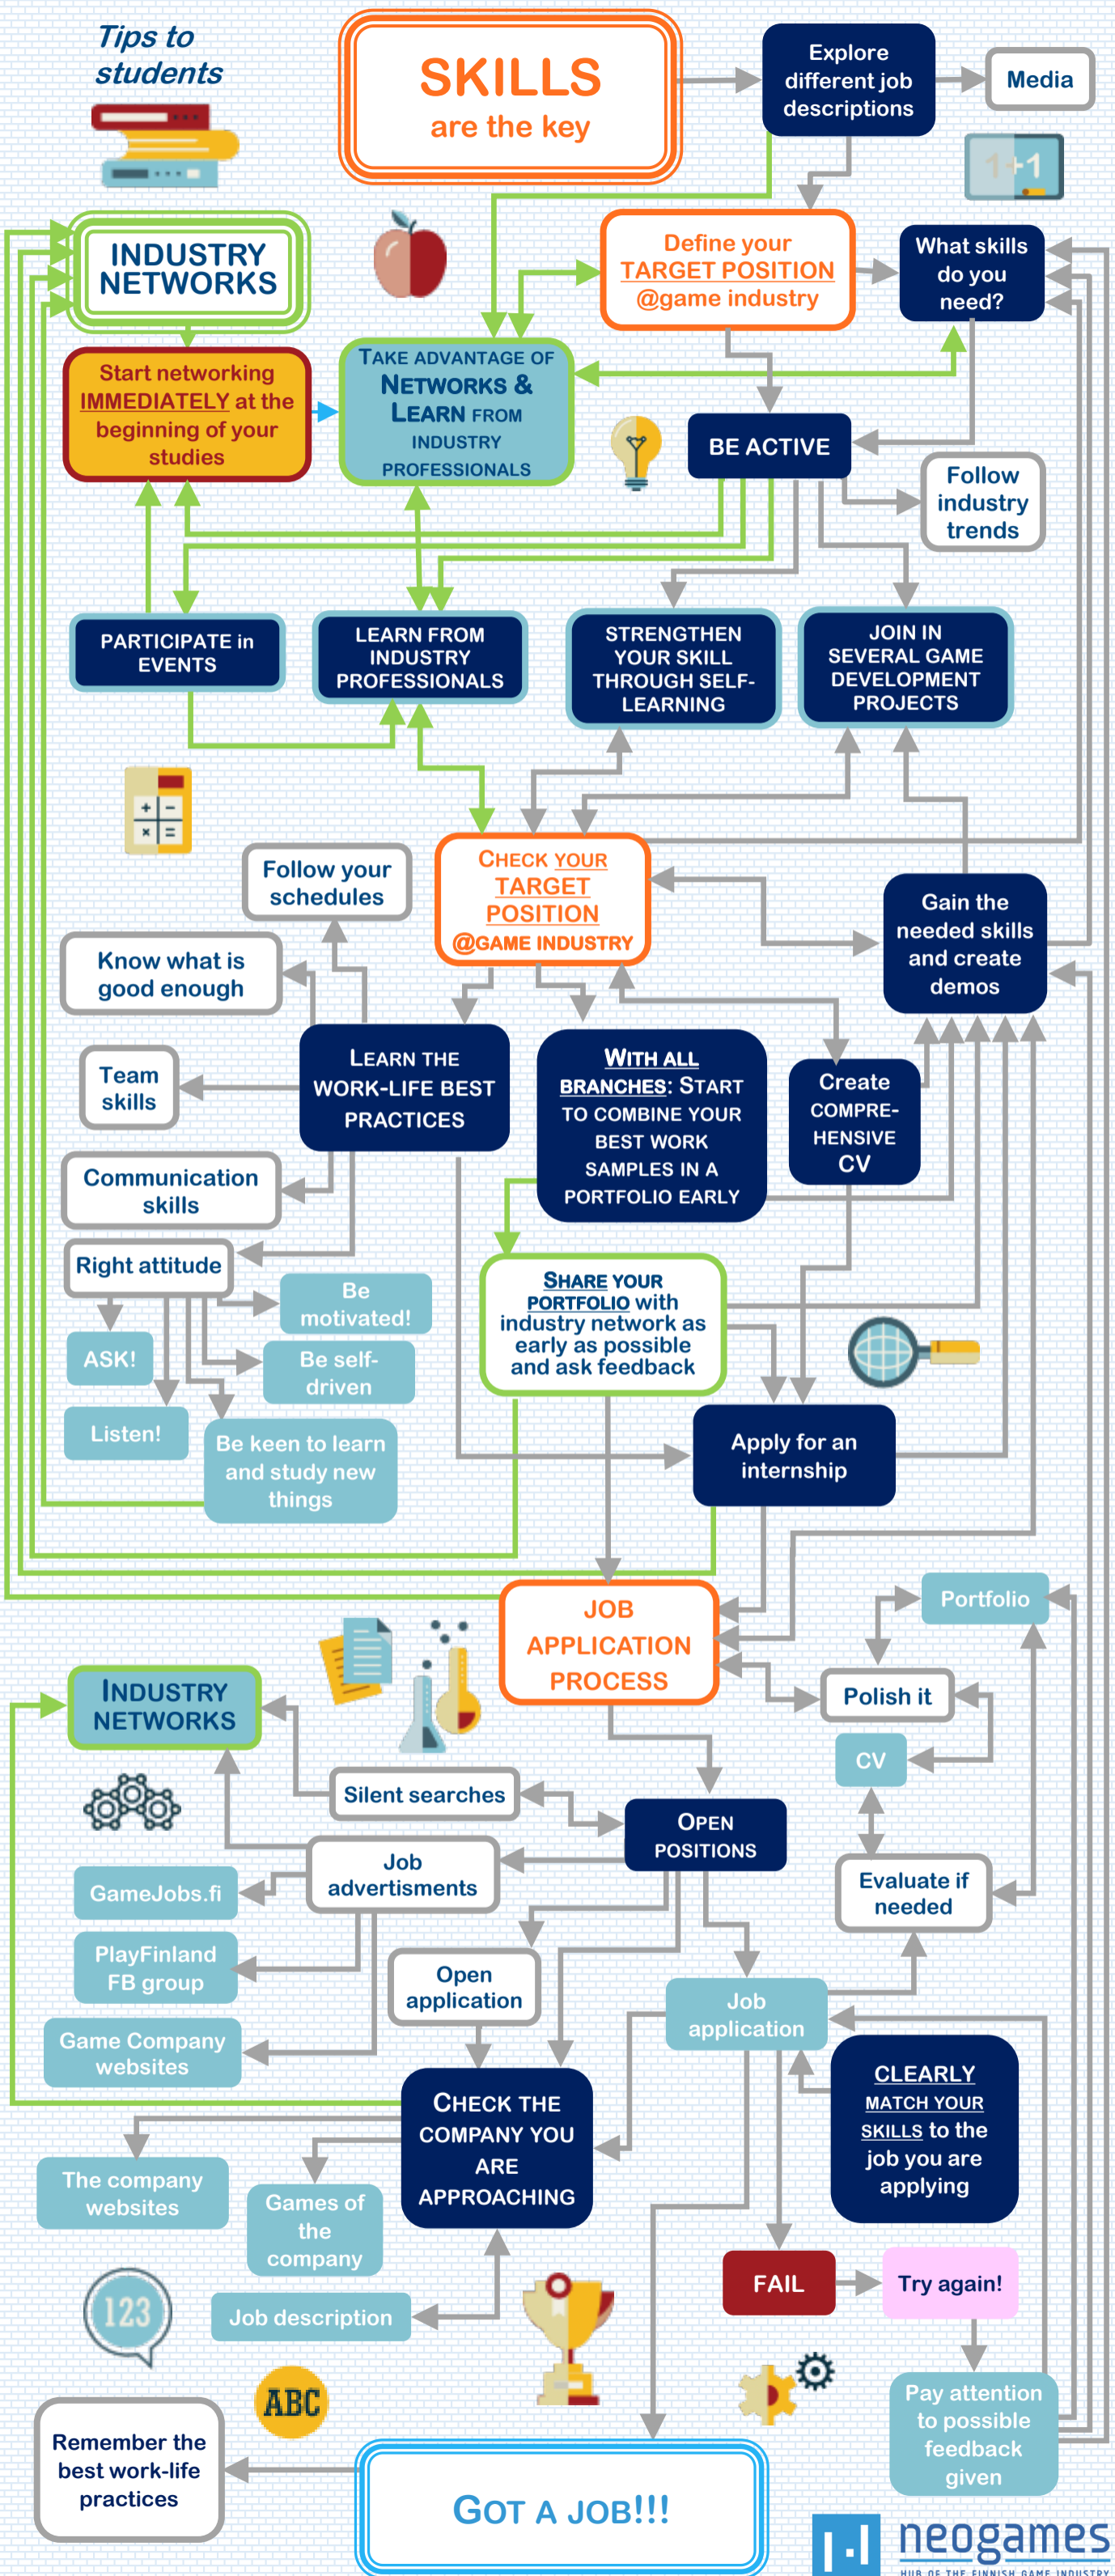 Tips to
students
SKILLS
are the key
Explore
different job
descriptions
Media
1+1
INDUSTRY
NETWORKS
Define your
TARGET POSITION
@game industry
What skills
do you
need?
Start networking
IMMEDIATELY at the
beginning of your
studies
TAKE ADVANTAGE OF
NETWORKS &
LEARN FROM
INDUSTRY
PROFESSIONALS
BE ACTIVE
Follow
industry
trends
PARTICIPATE in
EVENTS
LEARN FROM
INDUSTRY
PROFESSIONALS
STRENGTHEN
YOUR SKILL
THROUGH SELF-
LEARNING
JOIN IN
SEVERAL GAME
DEVELOPMENT
PROJECTS
+ -
× =
Follow your
schedules
CHECK YOUR
TARGET
POSITION
@GAME INDUSTRY
Gain the
needed skills
and create
demos
Know what is
good enough
Team
skills
LEARN THE
WORK-LIFE BEST
PRACTICES
WITH ALL
BRANCHES: START
TO COMBINE YOUR
BEST WORK
SAMPLES IN A
PORTFOLIO EARLY
Create
COMPRE-
HENSIVE
CV
Communication
skills
Right attitude
Be
motivated!
ASK!
Be self-
driven
Listen!
Be keen to learn
and study new
things
SHARE YOUR
PORTFOLIO with
industry network as
early as possible
and ask feedback
Apply for an
internship
JOB
APPLICATION
PROCESS
Portfolio
Polish it
CV
INDUSTRY
NETWORKS
Silent searches
OPEN
POSITIONS
Job
advertisments
Evaluate if
needed
GameJobs.fi
PlayFinland
FB group
Game Company
websites
Open
application
Job
application
CHECK THE
COMPANY YOU
ARE
APPROACHING
CLEARLY
MATCH YOUR
SKILLS to the
job you are
applying
The company
websites
Games of
the
company
Job description
FAIL
Try again!
123
ABC
Pay attention
to possible
feedback
given
Remember the
best work-life
practices
GOT A JOB!!!
neogames
HUB OF THE FINNISH GAME INDUSTRY